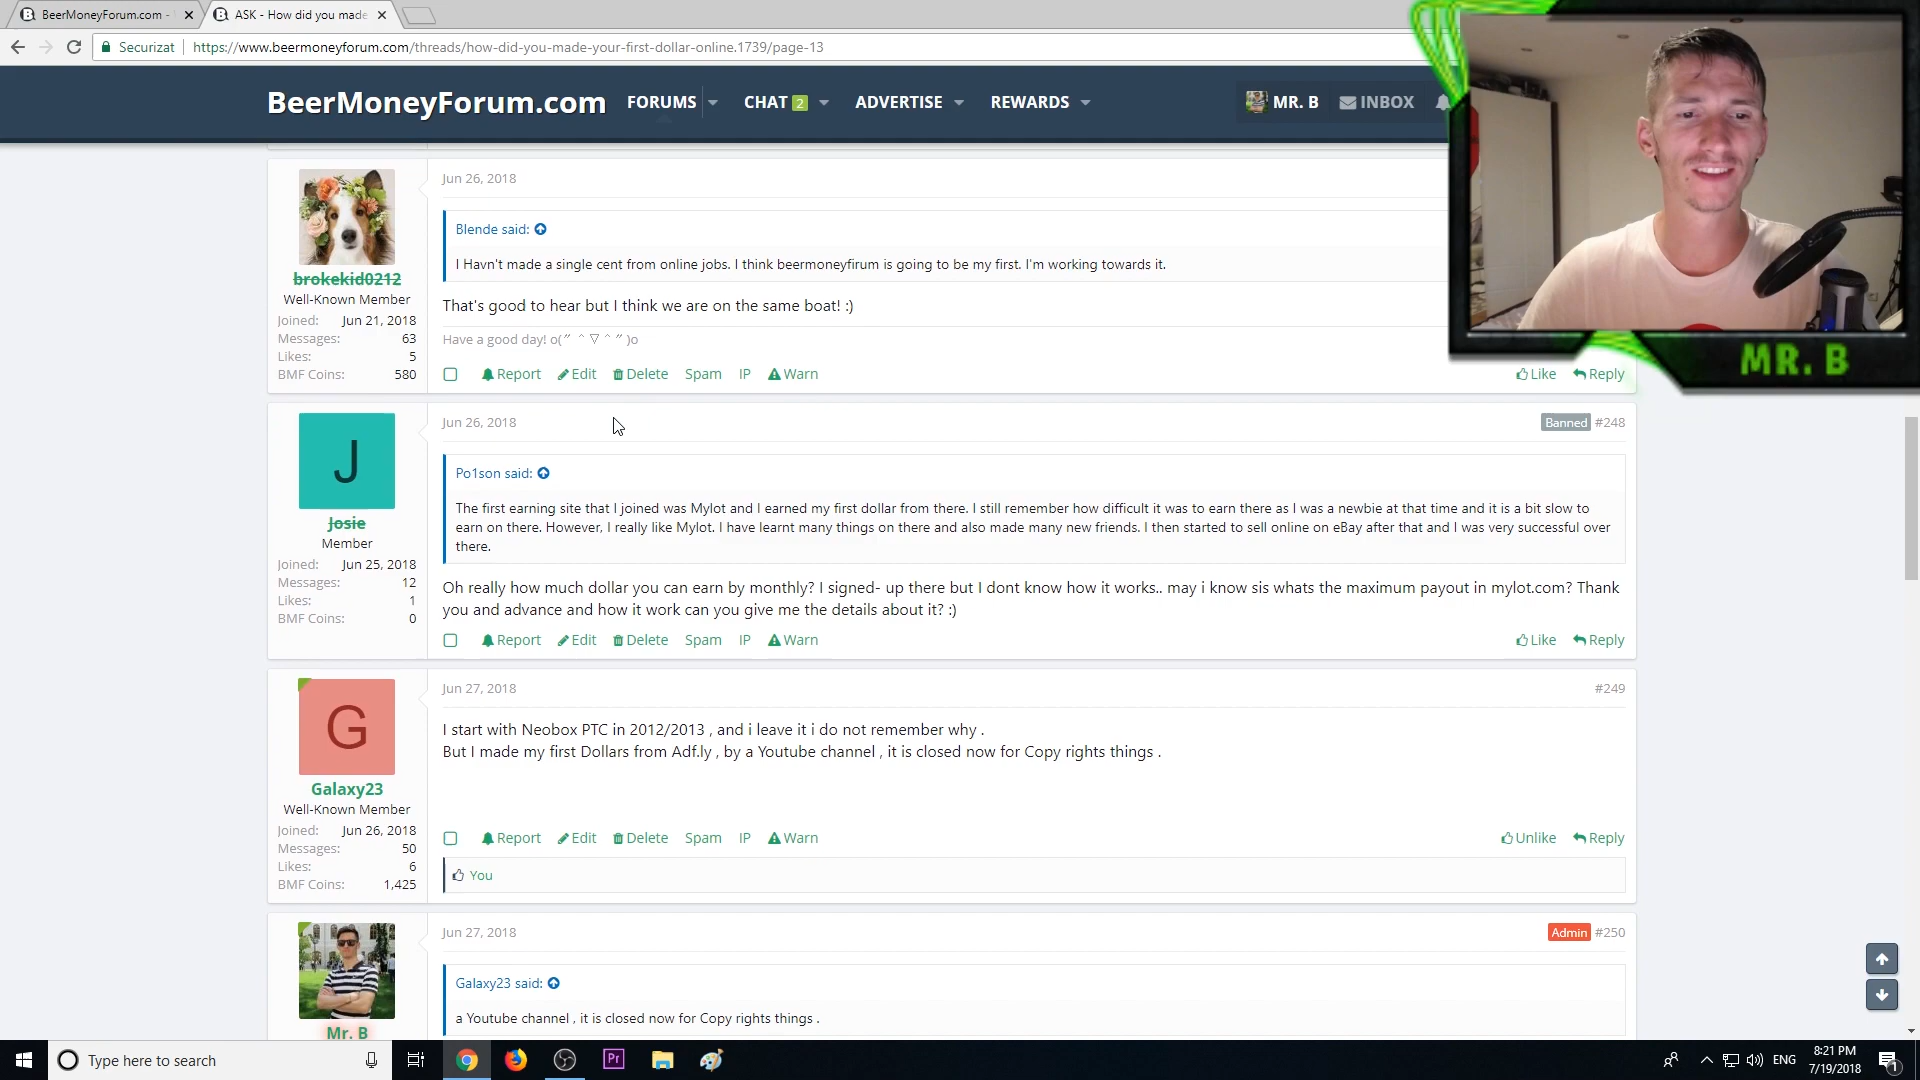 BeerMoneyForum.com -
ASK - How did you made
Securizat
https://www.beermoneyforum.com/threads/how-did-you-made-your-first-dollar-online.1739/page-13
BeerMoneyForum.com
FORUMS
CHAT 2
ADVERTISE
REWARDS
MR. B
INBOX
MR. B
brokekid0212
Well-Known Member
Joined: Jun 21, 2018
Messages: 63
Likes: 5
BMF Coins: 580
Jun 26, 2018
Blende said:
I Havn't made a single cent from online jobs. I think beermoneyfirum is going to be my first. I'm working towards it.
That's good to hear but I think we are on the same boat! :)
Have a good day! o(″ ⌃ ▽ ⌃ ″)o
Report Edit Delete Spam IP Warn
Like Reply
J
Josie
Member
Joined: Jun 25, 2018
Messages: 12
Likes: 1
BMF Coins: 0
Jun 26, 2018
Banned #248
Po1son said:
The first earning site that I joined was Mylot and I earned my first dollar from there. I still remember how difficult it was to earn there as I was a newbie at that time and it is a bit slow to
earn on there. However, I really like Mylot. I have learnt many things on there and also made many new friends. I then started to sell online on eBay after that and I was very successful over
there.
Oh really how much dollar you can earn by monthly? I signed- up there but I dont know how it works.. may i know sis whats the maximum payout in mylot.com? Thank
you and advance and how it work can you give me the details about it? :)
Report Edit Delete Spam IP Warn
Like Reply
G
Galaxy23
Well-Known Member
Joined: Jun 26, 2018
Messages: 50
Likes: 6
BMF Coins: 1,425
Jun 27, 2018
#249
I start with Neobox PTC in 2012/2013 , and i leave it i do not remember why .
But I made my first Dollars from Adf.ly , by a Youtube channel , it is closed now for Copy rights things .
Report Edit Delete Spam IP Warn
Unlike Reply
You
Mr. B
Jun 27, 2018
Admin #250
Galaxy23 said:
a Youtube channel , it is closed now for Copy rights things .
Type here to search
Pr
ENG
8:21 PM
7/19/2018
1